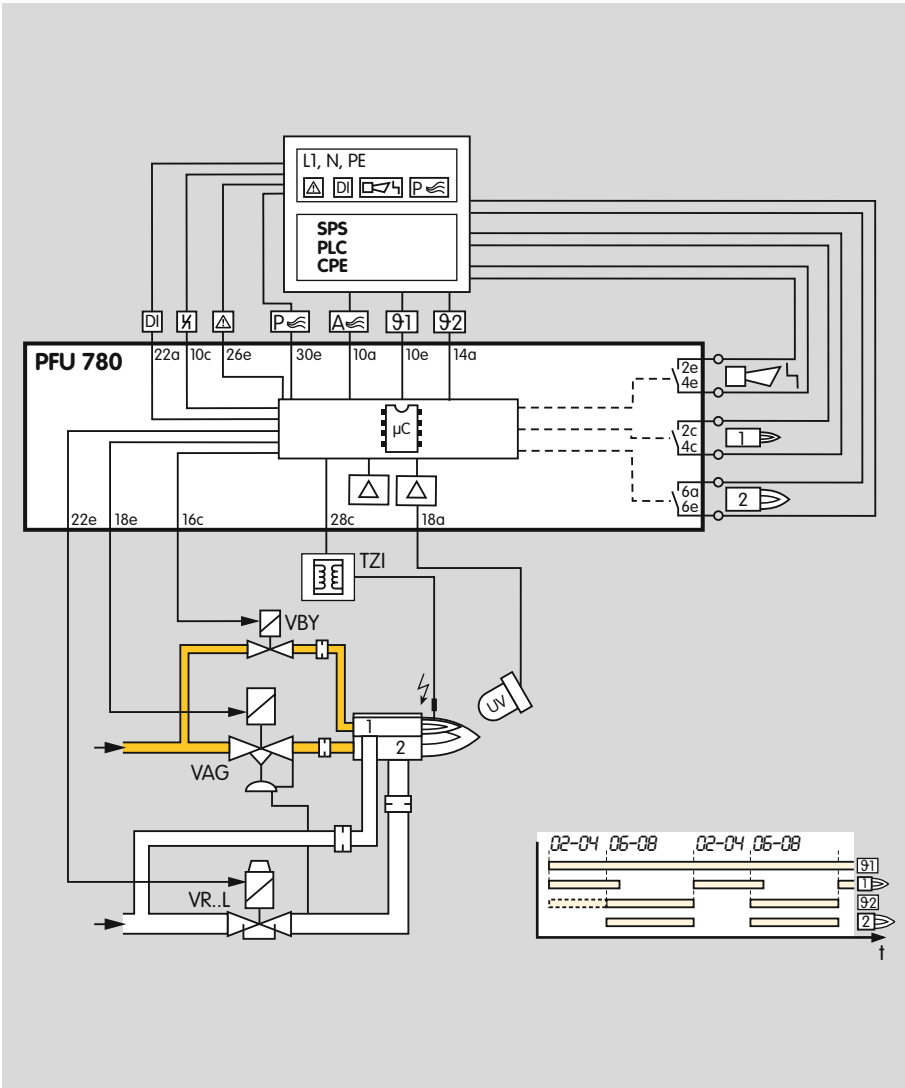 L1, N, PE
DI P
SPS
PLC
CPE
DI P A ϑ1 ϑ2
PFU 780
22a 10c 26e 30e 10a 10e 14a
2e
4e
µC
2c
4c
1
6a
6e
2
22e 18e 16c 28c 18a
TZI
VBY
UV
1
2
VAG
VR..L
02-04 06-08 02-04 06-08
ϑ1
1
ϑ2
2
t